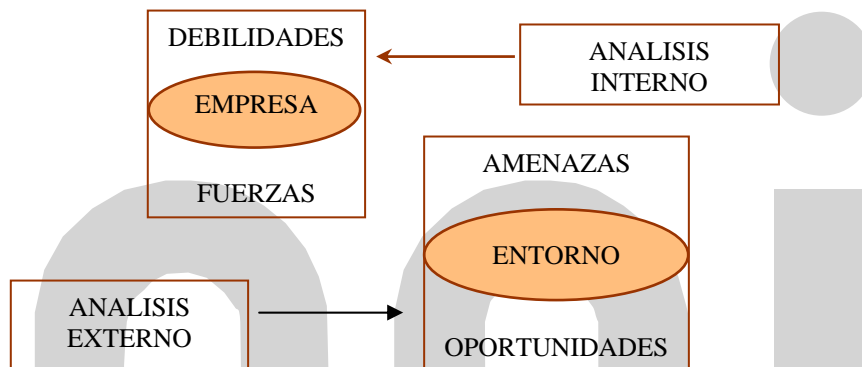 DEBILIDADES
EMPRESA
FUERZAS
ANALISIS
INTERNO
AMENAZAS
ENTORNO
OPORTUNIDADES
ANALISIS
EXTERNO